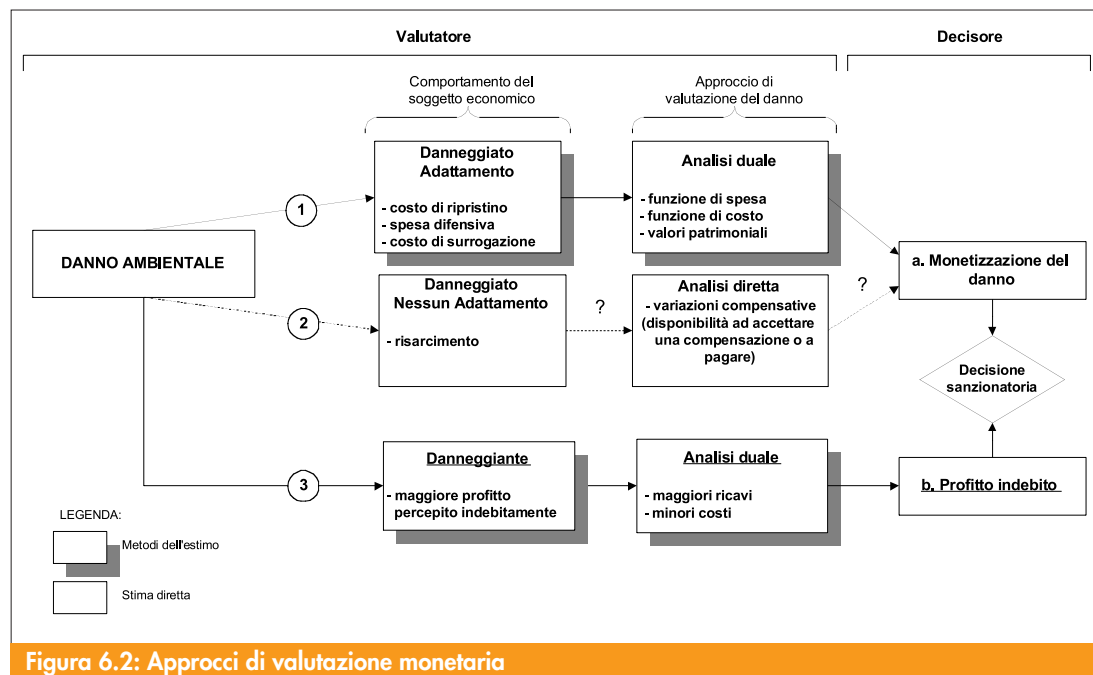 Valutatore
Decisore
Comportamento del
soggetto economico
Approccio di
valutazione del danno
Danneggiato
Adattamento
- costo di ripristino
- spesa difensiva
- costo di surrogazione
Analisi duale
- funzione di spesa
- funzione di costo
- valori patrimoniali
1
DANNO AMBIENTALE
a. Monetizzazione del
danno
2
Danneggiato
Nessun Adattamento
- risarcimento
?
Analisi diretta
- variazioni compensative
(disponibilità ad accettare
una compensazione o a
pagare)
?
Decisione
sanzionatoria
3
Danneggiante
- maggiore profitto
percepito indebitamente
Analisi duale
- maggiori ricavi
- minori costi
b. Profitto indebito
LEGENDA:
Metodi dell'estimo
Stima diretta
Figura 6.2: Approcci di valutazione monetaria